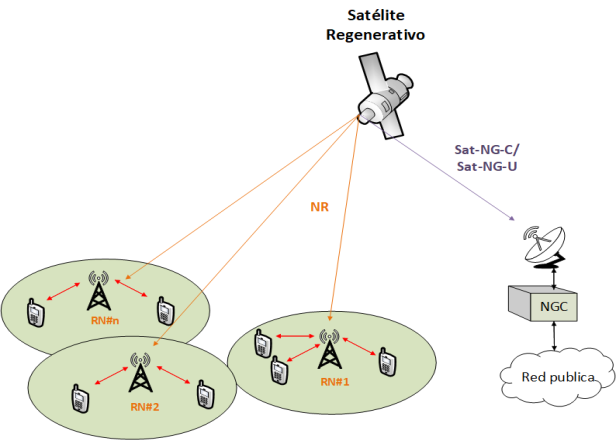 Satélite
Regenerativo
Sat-NG-C/
Sat-NG-U
NR
NGC
RN#n
RN#1
RN#2
Red publica